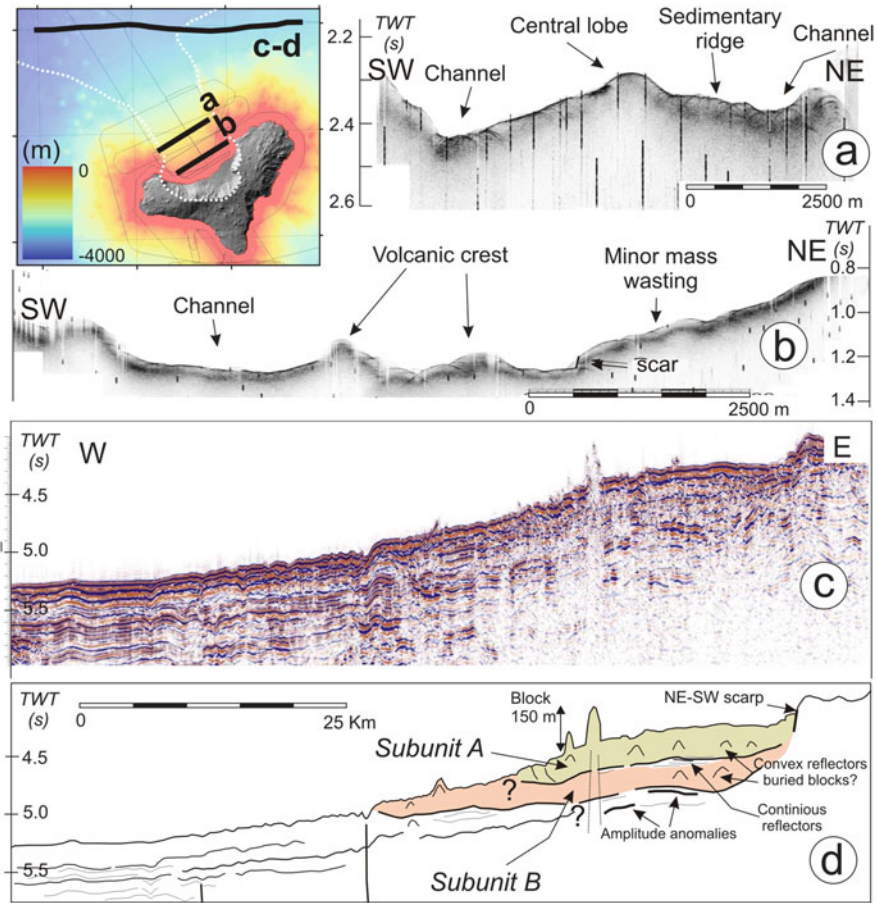 c-d
a
b
(m)
0
-4000
TWT
(s)
2.2
2.4
2.6
SW
Channel
Central lobe
Sedimentary
ridge
Channel
NE
a
0
2500 m
SW
Channel
Volcanic crest
Minor mass
wasting
NE
TWT
(s)
0.8
1.0
1.2
1.4
scar
b
0
2500 m
TWT
(s)
W
E
4.5
5.0
5.5
c
TWT
(s)
0
25 Km
Block
150 m
NE-SW scarp
4.5
5.0
5.5
Subunit A
?
Convex reflectors
buried blocks?
Continious
reflectors
?
Amplitude anomalies
Subunit B
d